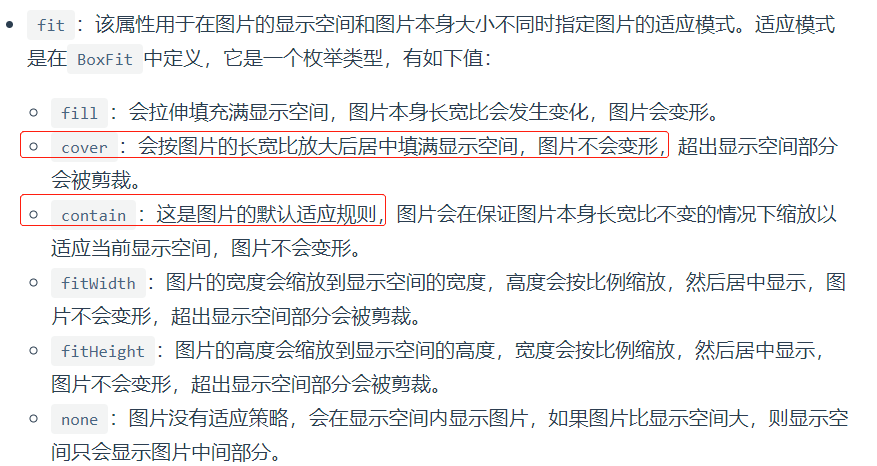 fit：该属性用于在图片的显示空间和图片本身大小不同时指定图片的适应模式。适应模式
是在 BoxFit 中定义，它是一个枚举类型，有如下值：
fill：会拉伸填充满显示空间，图片本身长宽比会发生变化，图片会变形。
cover：会按图片的长宽比放大后居中填满显示空间，图片不会变形，超出显示空间部分
会被剪裁。
contain：这是图片的默认适应规则，图片会在保证图片本身长宽比不变的情况下缩放以
适应当前显示空间，图片不会变形。
fitWidth：图片的宽度会缩放到显示空间的宽度，高度会按比例缩放，然后居中显示，图
片不会变形，超出显示空间部分会被剪裁。
fitHeight：图片的高度会缩放到显示空间的高度，宽度会按比例缩放，然后居中显示，
图片不会变形，超出显示空间部分会被剪裁。
none：图片没有适应策略，会在显示空间内显示图片，如果图片比显示空间大，则显示空
间只会显示图片中间部分。